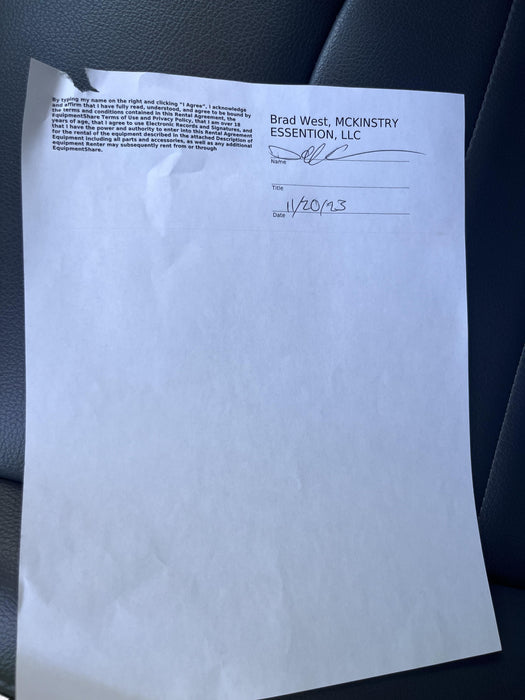 By typing my name on the right and clicking "I Agree", I acknowledge
and affirm that I have fully read, understood, and agree to be bound by
the terms and conditions contained in this Rental Agreement, the
EquipmentShare Terms of Use and Privacy Policy, that I am over 18
years of age, that I agree to use Electronic Records and Signatures, and
that I have the power and authority to enter into this Rental Agreement
for the rental of the equipment described in the attached Description of
Equipment including all parts and accessories, as well as any additional
equipment Renter may subsequently rent from or through
EquipmentShare.
Brad West, MCKINSTRY
ESSENTION, LLC
Name
Title
11/20/23
Date